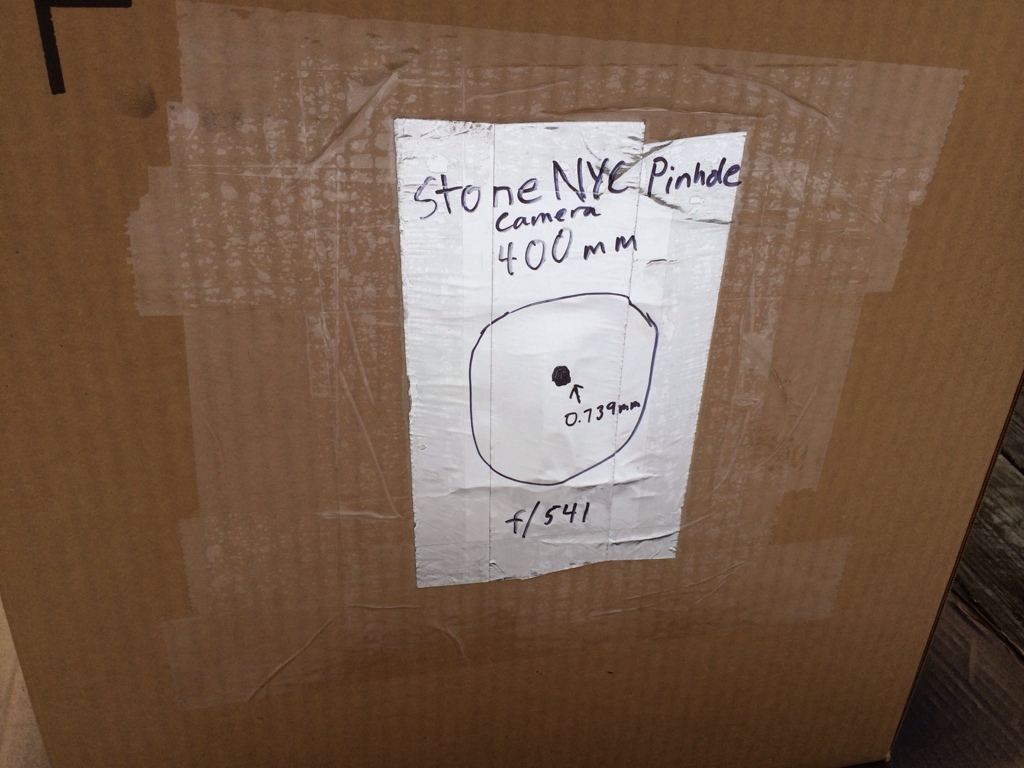 Stone NYC Pinhole
camera
400mm
0.739mm
f/541